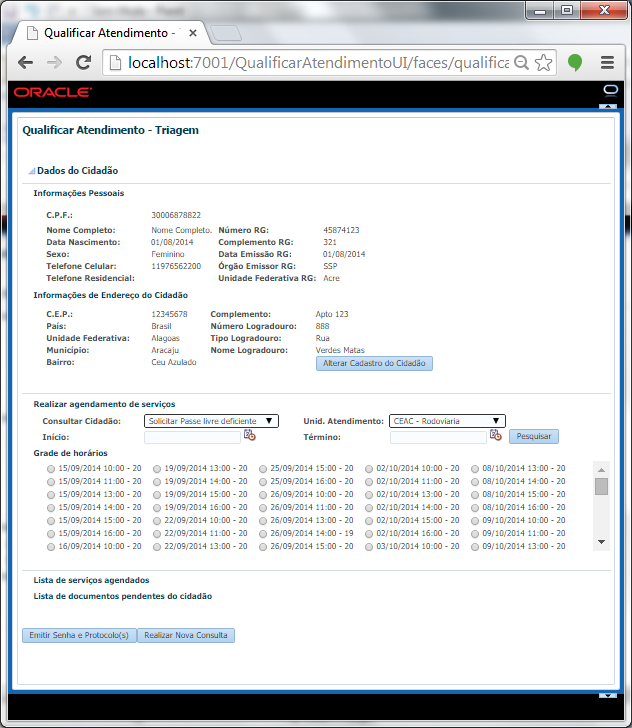 Qualificar Atendimento -
localhost:7001/QualificarAtendimentoUI/faces/qualifica
ORACLE
Qualificar Atendimento - Triagem
Dados do Cidadão
Informações Pessoais
C.P.F.: 30006878822
Nome Completo: Nome Completo. Número RG: 45874123
Data Nascimento: 01/08/2014 Complemento RG: 321
Sexo: Feminino Data Emissão RG: 01/08/2014
Telefone Celular: 11976562200 Órgão Emissor RG: SSP
Telefone Residencial: Unidade Federativa RG: Acre
Informações de Endereço do Cidadão
C.E.P.: 12345678 Complemento: Apto 123
País: Brasil Número Logradouro: 888
Unidade Federativa: Alagoas Tipo Logradouro: Rua
Município: Aracaju Nome Logradouro: Verdes Matas
Bairro: Ceu Azulado Alterar Cadastro do Cidadão
Realizar agendamento de serviços
Consultar Cidadão: Solicitar Passe livre deficiente Unid. Atendimento: CEAC - Rodoviaria
Início: Término: Pesquisar
Grade de horários
15/09/2014 10:00 - 20 19/09/2014 13:00 - 20 25/09/2014 15:00 - 20 02/10/2014 10:00 - 20 08/10/2014 13:00 - 20
15/09/2014 11:00 - 20 19/09/2014 14:00 - 20 25/09/2014 16:00 - 20 02/10/2014 11:00 - 20 08/10/2014 14:00 - 20
15/09/2014 13:00 - 20 19/09/2014 15:00 - 20 26/09/2014 10:00 - 20 02/10/2014 13:00 - 20 08/10/2014 15:00 - 20
15/09/2014 14:00 - 20 19/09/2014 16:00 - 20 26/09/2014 11:00 - 20 02/10/2014 14:00 - 20 08/10/2014 16:00 - 20
15/09/2014 15:00 - 20 22/09/2014 10:00 - 20 26/09/2014 13:00 - 20 02/10/2014 15:00 - 20 09/10/2014 10:00 - 20
15/09/2014 16:00 - 20 22/09/2014 11:00 - 20 26/09/2014 14:00 - 19 02/10/2014 16:00 - 20 09/10/2014 11:00 - 20
16/09/2014 10:00 - 20 22/09/2014 13:00 - 20 26/09/2014 15:00 - 20 03/10/2014 10:00 - 20 09/10/2014 13:00 - 20
Lista de serviços agendados
Lista de documentos pendentes do cidadão
Emitir Senha e Protocolo(s) Realizar Nova Consulta